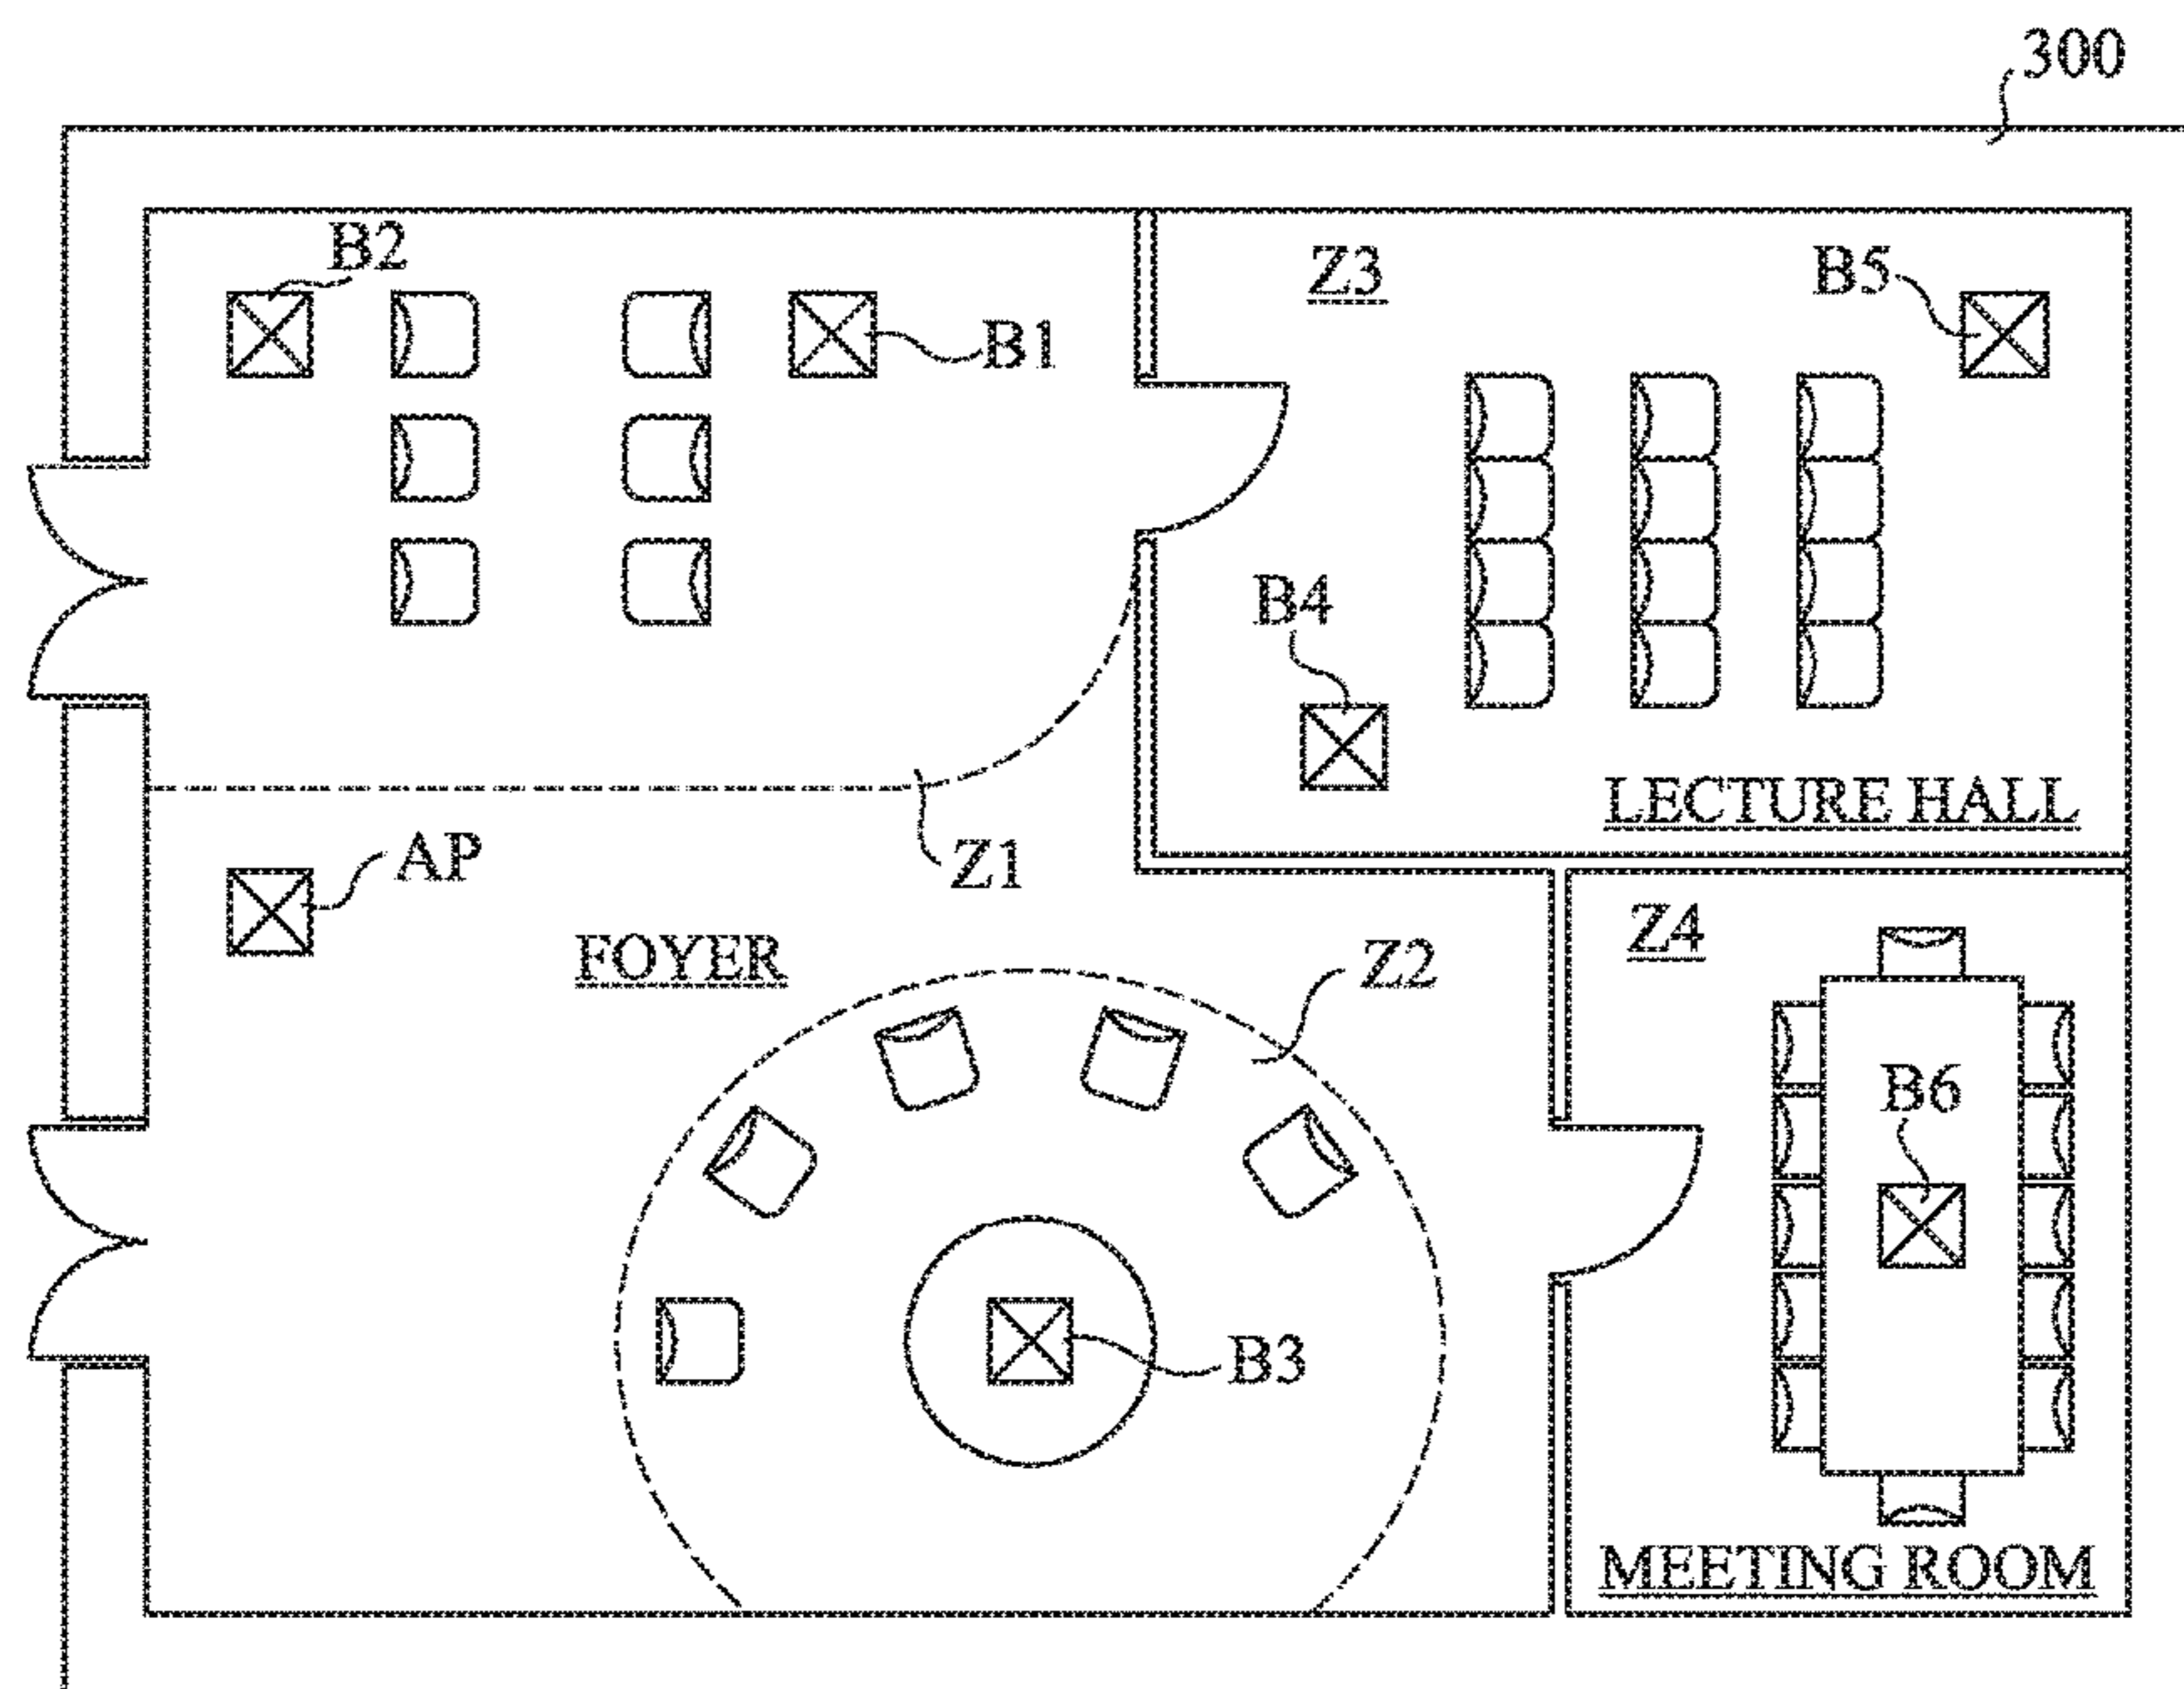 300
B2
Z3
B5
B1
B4
LECTURE HALL
AP
Z1
FOYER
Z2
Z4
B6
B3
MEETING ROOM